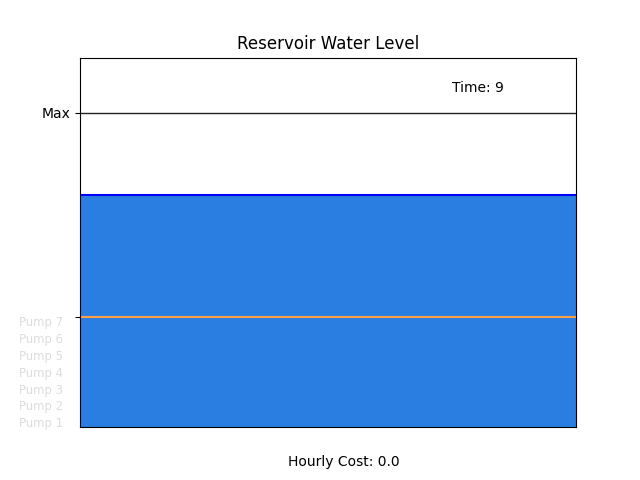 Reservoir Water Level
Time: 9
Max
Pump 7
Pump 6
Pump 5
Pump 4
Pump 3
Pump 2
Pump 1
Hourly Cost: 0.0